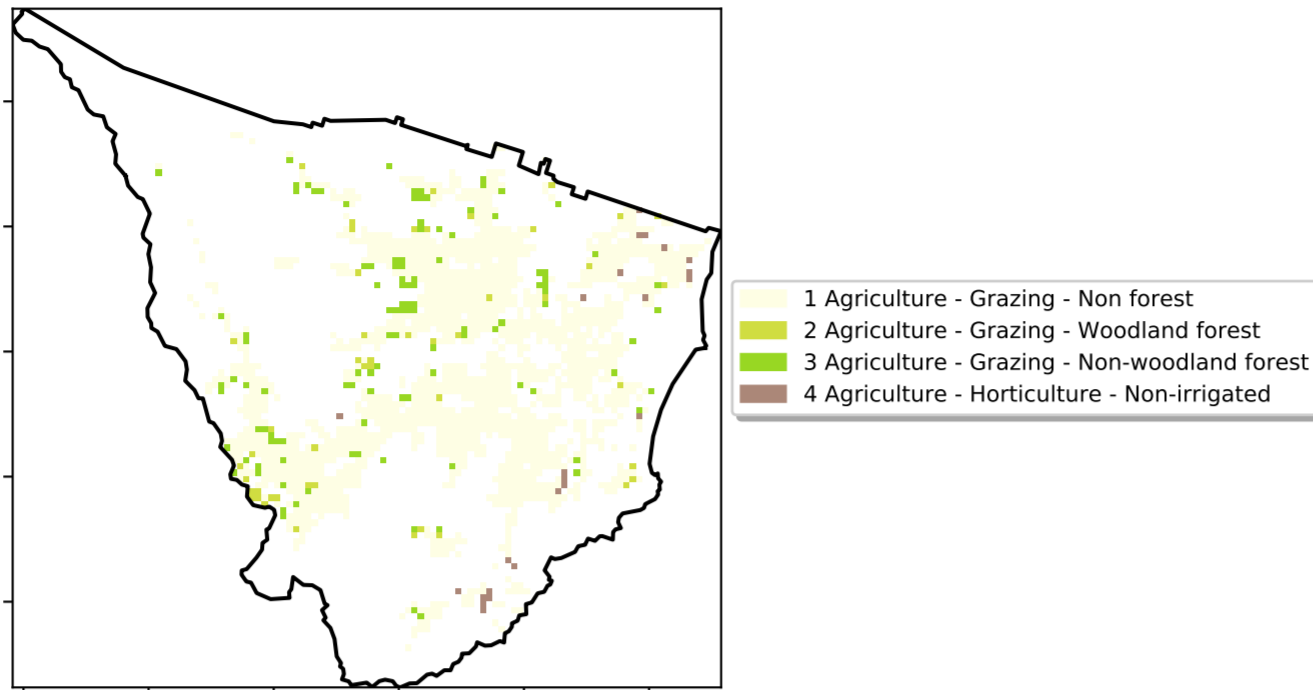 1 Agriculture - Grazing - Non forest
2 Agriculture - Grazing - Woodland forest
3 Agriculture - Grazing - Non-woodland forest
4 Agriculture - Horticulture - Non-irrigated